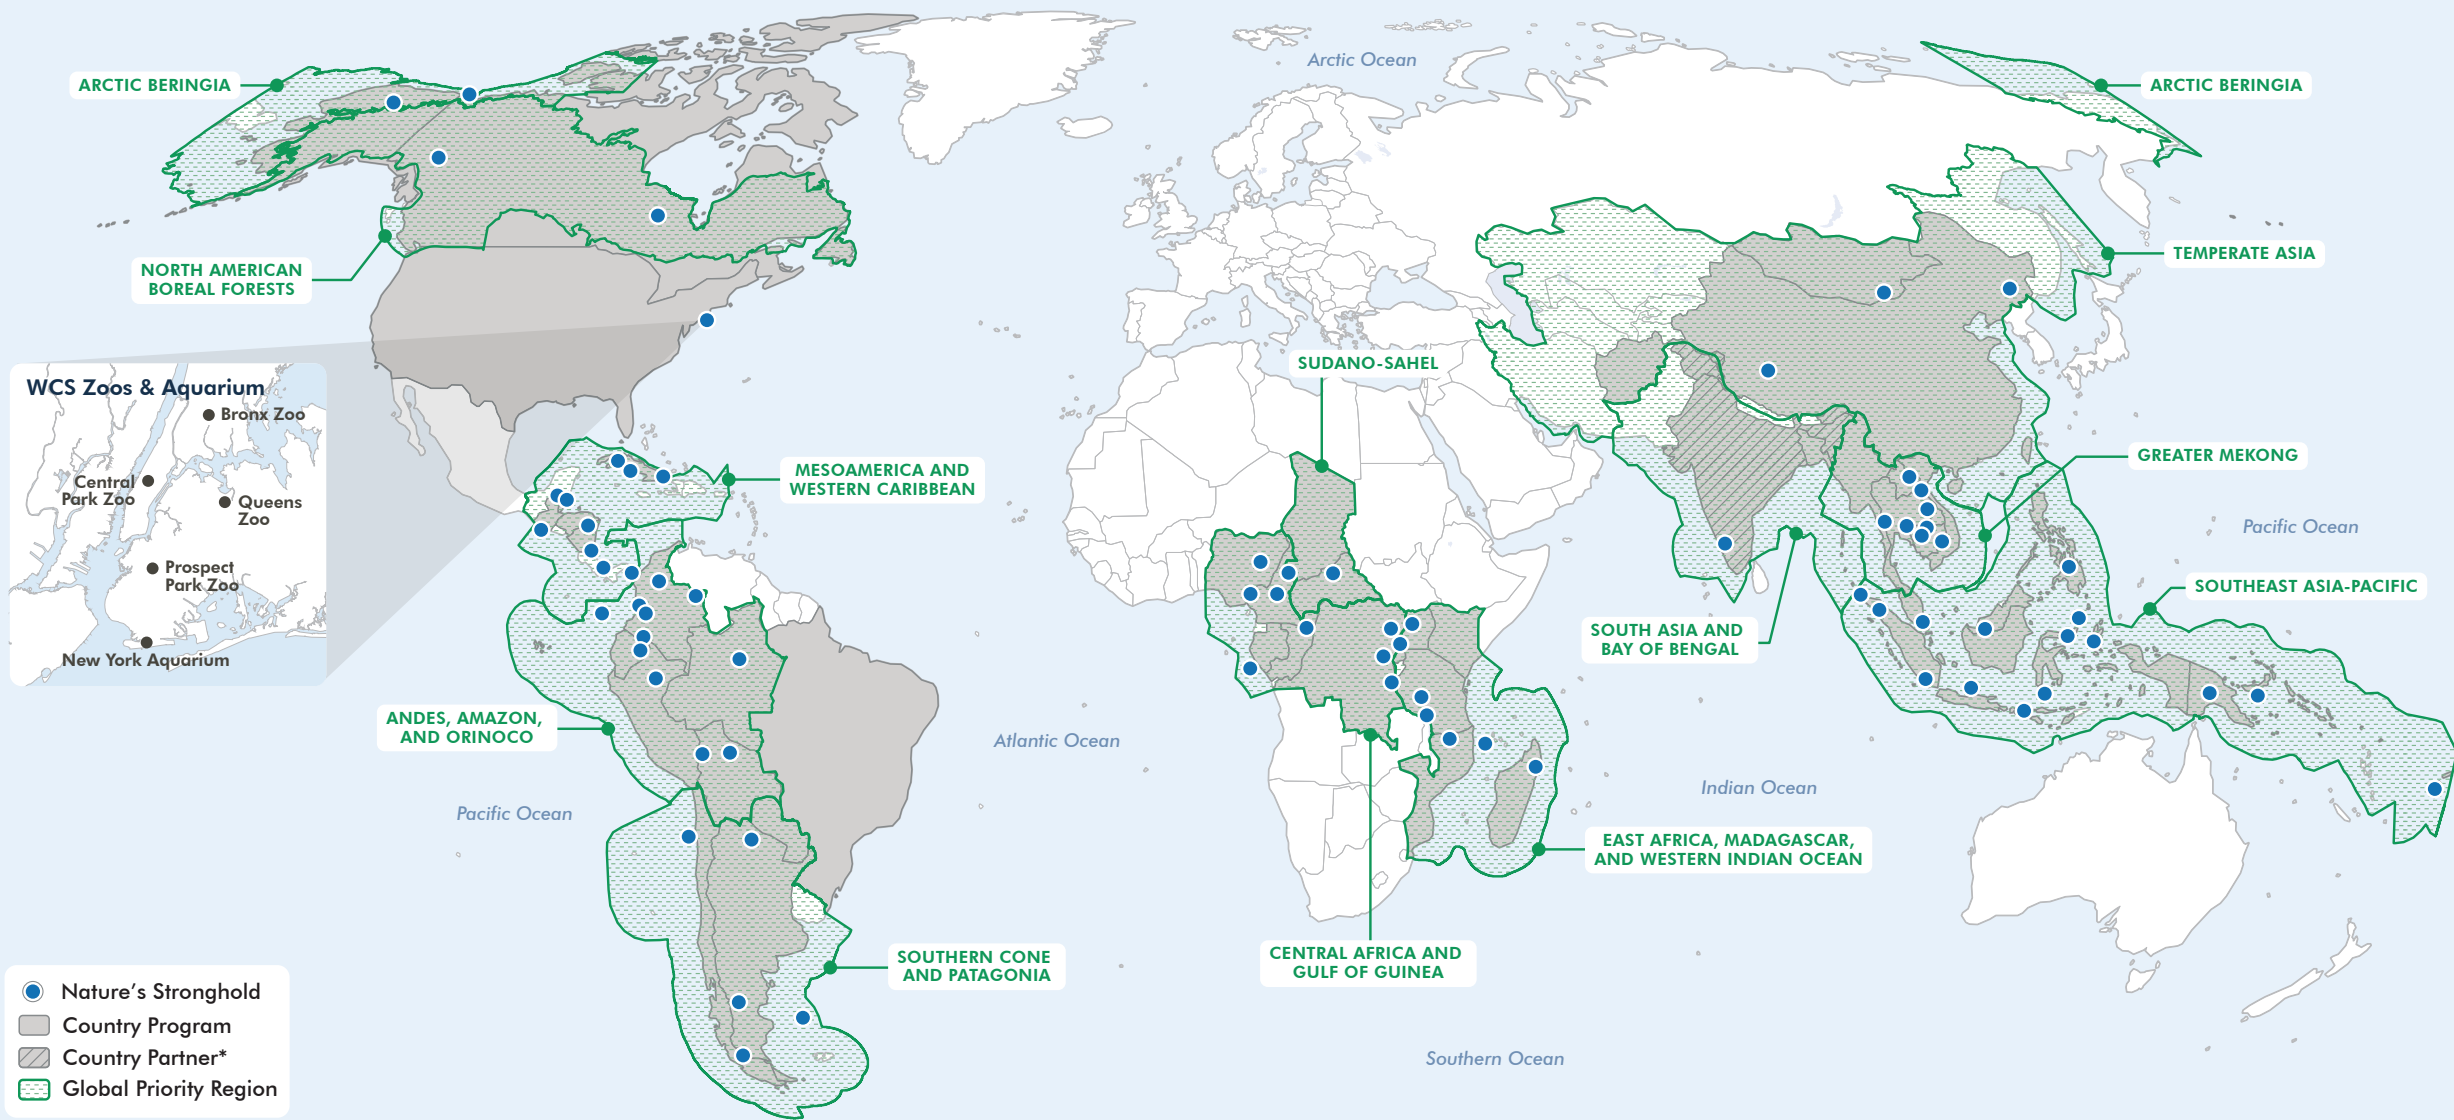 Arctic Ocean
ARCTIC BERINGIA
ARCTIC BERINGIA
NORTH AMERICAN
BOREAL FORESTS
TEMPERATE ASIA
SUDANO-SAHEL
WCS Zoos & Aquarium
Bronx Zoo
Central
Park Zoo
Queens
Zoo
Prospect
Park Zoo
New York Aquarium
MESOAMERICA AND
WESTERN CARIBBEAN
GREATER MEKONG
Pacific Ocean
SOUTHEAST ASIA-PACIFIC
SOUTH ASIA AND
BAY OF BENGAL
ANDES, AMAZON,
AND ORINOCO
Atlantic Ocean
Indian Ocean
Pacific Ocean
EAST AFRICA, MADAGASCAR,
AND WESTERN INDIAN OCEAN
SOUTHERN CONE
AND PATAGONIA
CENTRAL AFRICA AND
GULF OF GUINEA
Southern Ocean
Nature's Stronghold
Country Program
Country Partner*
Global Priority Region